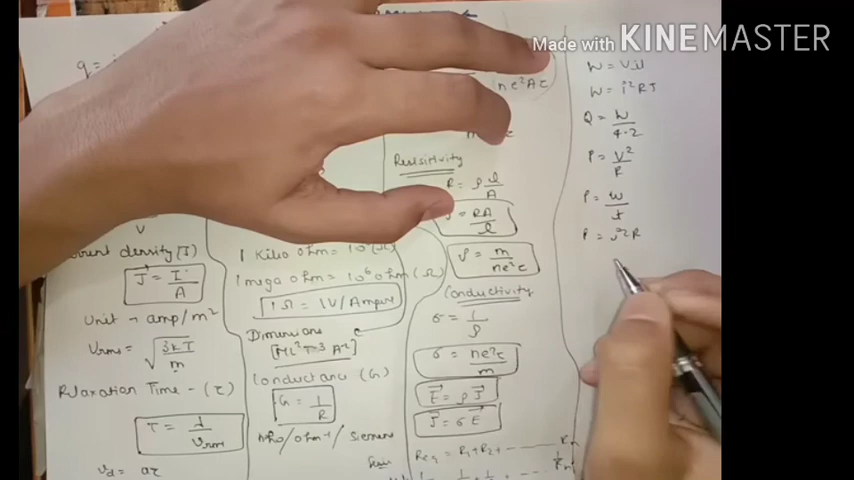 Made with KINEMASTER
q =
V
Current density (J)
J = I / A
Unit → amp/m²
Vrms = √3KT / m
Relaxation Time - (τ)
τ = d / Vrms
Vd = aτ
1 Kilo ohm = 10³(Ω)
1 mega ohm = 10⁶ ohm (Ω)
1 Ω = 1V/Ampere
Dimensions
[ML²T⁻³A⁻²]
Conductance (G)
G = 1 / R
mho/ohm⁻¹/ Siemens
ne²Aτ
Resisitivity
R = ρ l / A
ρ = RA / l
ρ = m / ne²τ
Conductivity
σ = 1 / ρ
σ = ne²τ / m
E = ρ J
J = σ E
Req = R1 + R2 + ........ Rn
W = Vit
W = i²RT
Q = W / 4.2
P = V² / R
P = W / t
P = i²R